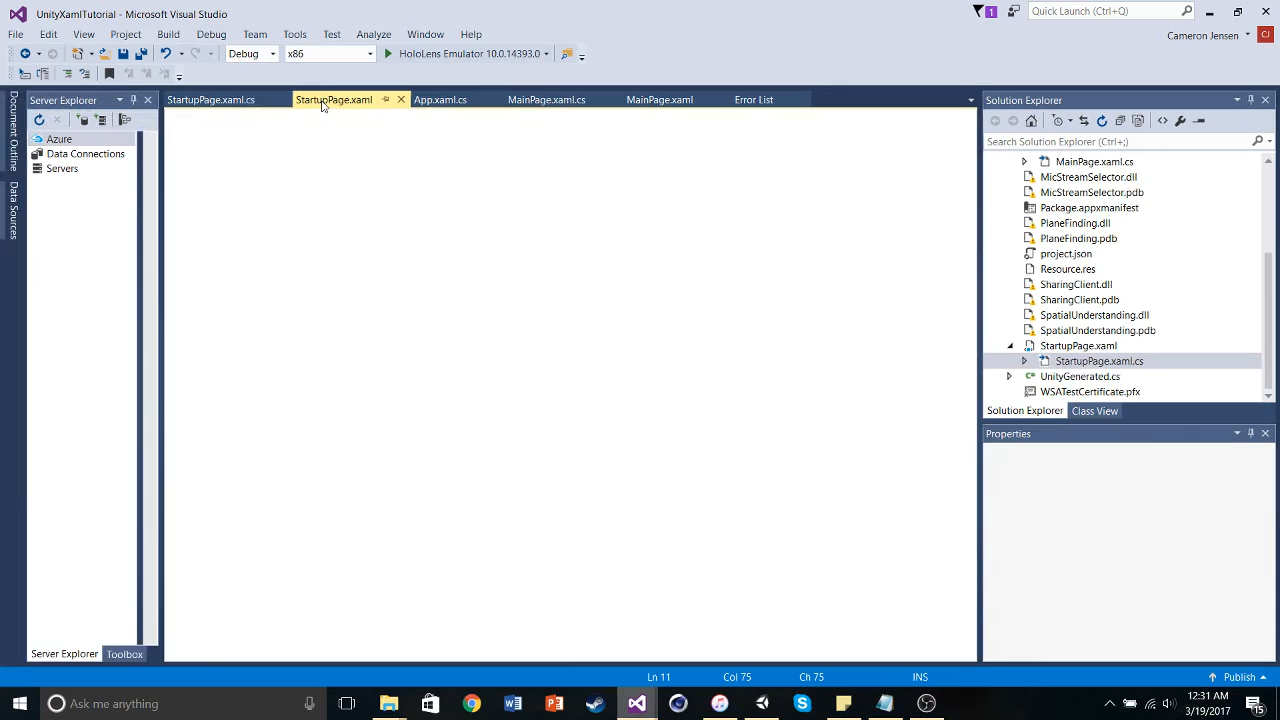 UnityXamlTutorial - Microsoft Visual Studio
1
Quick Launch (Ctrl+Q)
File Edit View Project Build Debug Team Tools Test Analyze Window Help
Cameron Jensen
CJ
Debug x86 HoloLens Emulator 10.0.14393.0
Document Outline
Data Sources
Server Explorer
Azure
Data Connections
Servers
Server Explorer Toolbox
StartupPage.xaml.cs StartupPage.xaml App.xaml.cs MainPage.xaml.cs MainPage.xaml Error List
Solution Explorer
Search Solution Explorer (Ctrl+;)
MainPage.xaml.cs
MicStreamSelector.dll
MicStreamSelector.pdb
Package.appxmanifest
PlaneFinding.dll
PlaneFinding.pdb
project.json
Resource.res
SharingClient.dll
SharingClient.pdb
SpatialUnderstanding.dll
SpatialUnderstanding.pdb
StartupPage.xaml
StartupPage.xaml.cs
UnityGenerated.cs
WSATestCertificate.pfx
Solution Explorer Class View
Properties
Ln 11 Col 75 Ch 75 INS Publish
Ask me anything
12:31 AM
3/19/2017
15